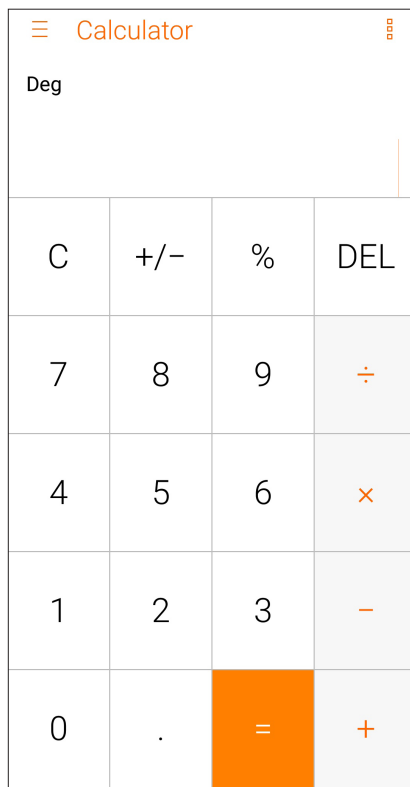 Calculator
Deg
C +/− % DEL
7 8 9 ÷
4 5 6 ×
1 2 3 −
0 . = +